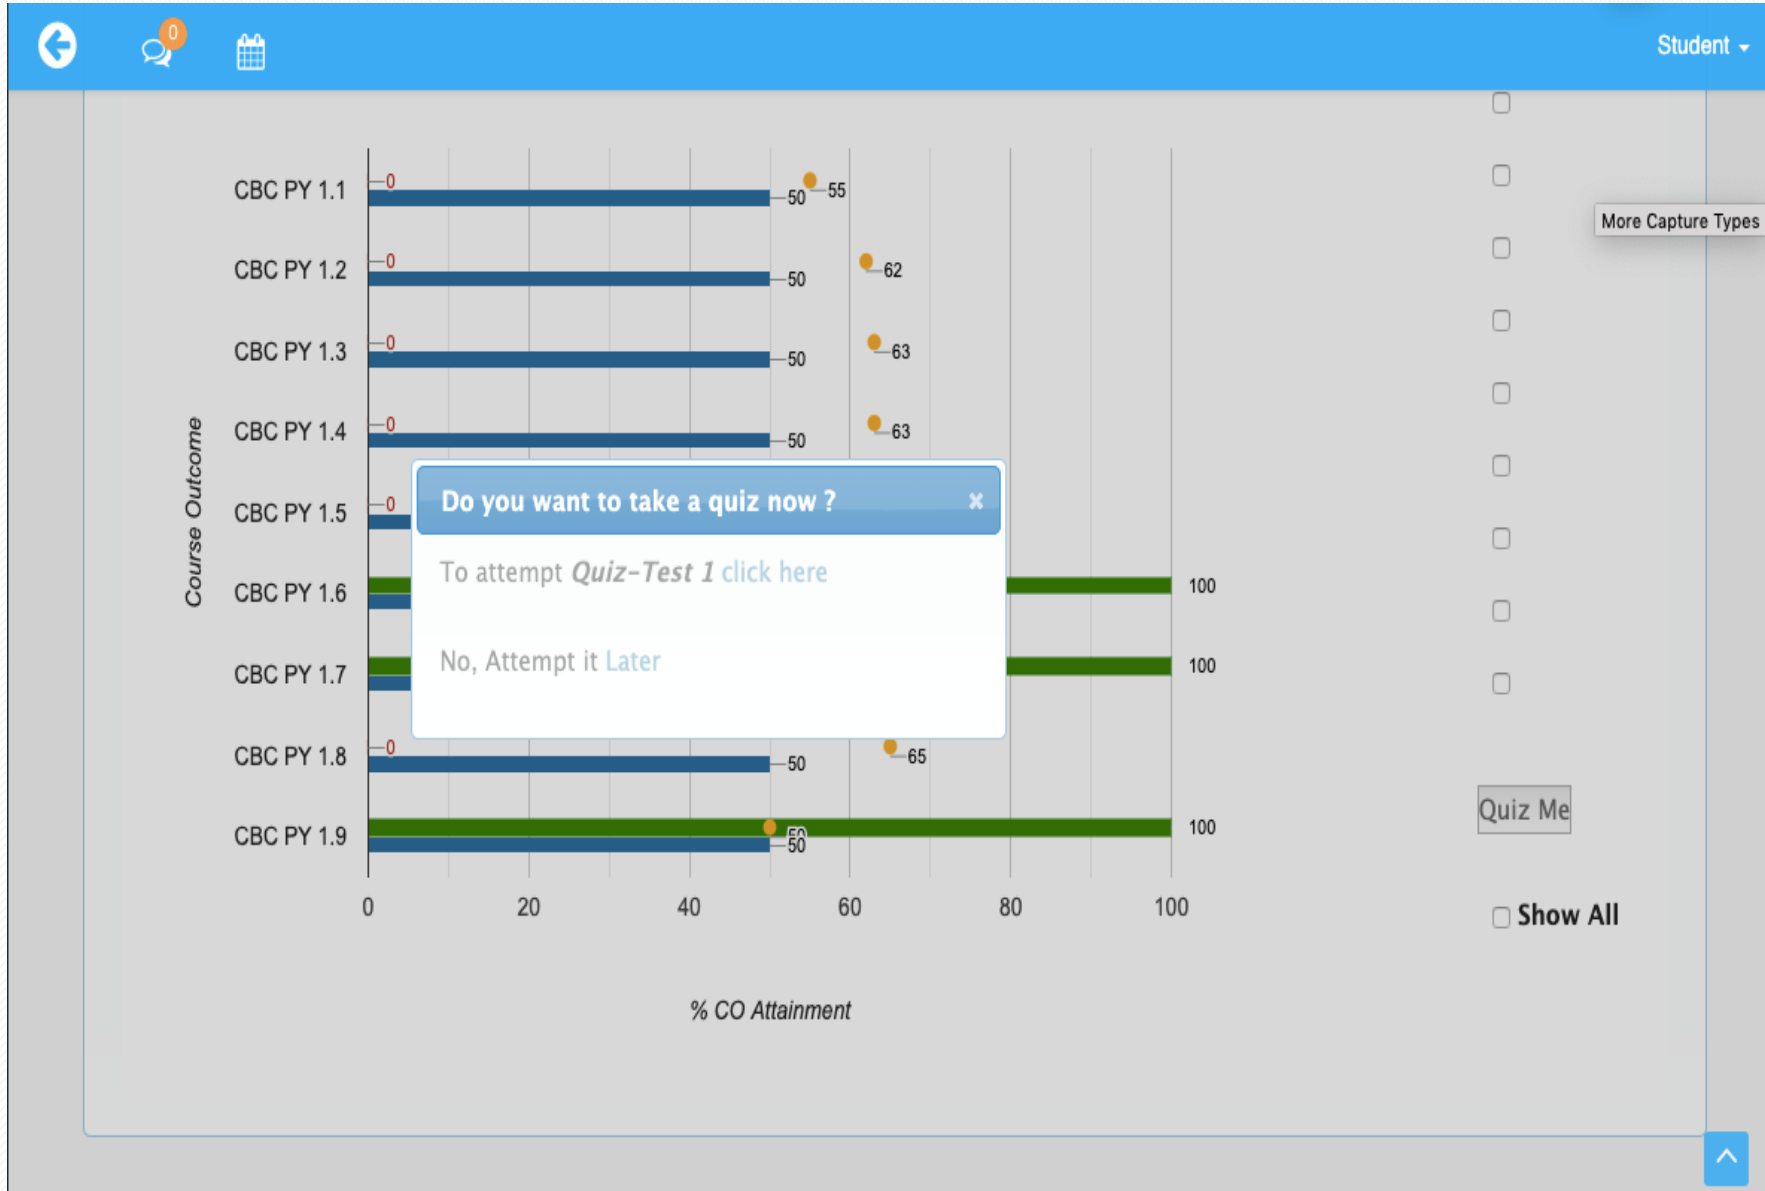 0
Student
CBC PY 1.1
0
50
55
More Capture Types
CBC PY 1.2
0
50
62
CBC PY 1.3
0
50
63
CBC PY 1.4
0
50
63
Course Outcome
CBC PY 1.5
0
Do you want to take a quiz now ?
×
To attempt Quiz-Test 1 click here
No, Attempt it Later
CBC PY 1.6
100
CBC PY 1.7
100
CBC PY 1.8
0
50
65
CBC PY 1.9
50
50
100
Quiz Me
0 20 40 60 80 100
Show All
% CO Attainment